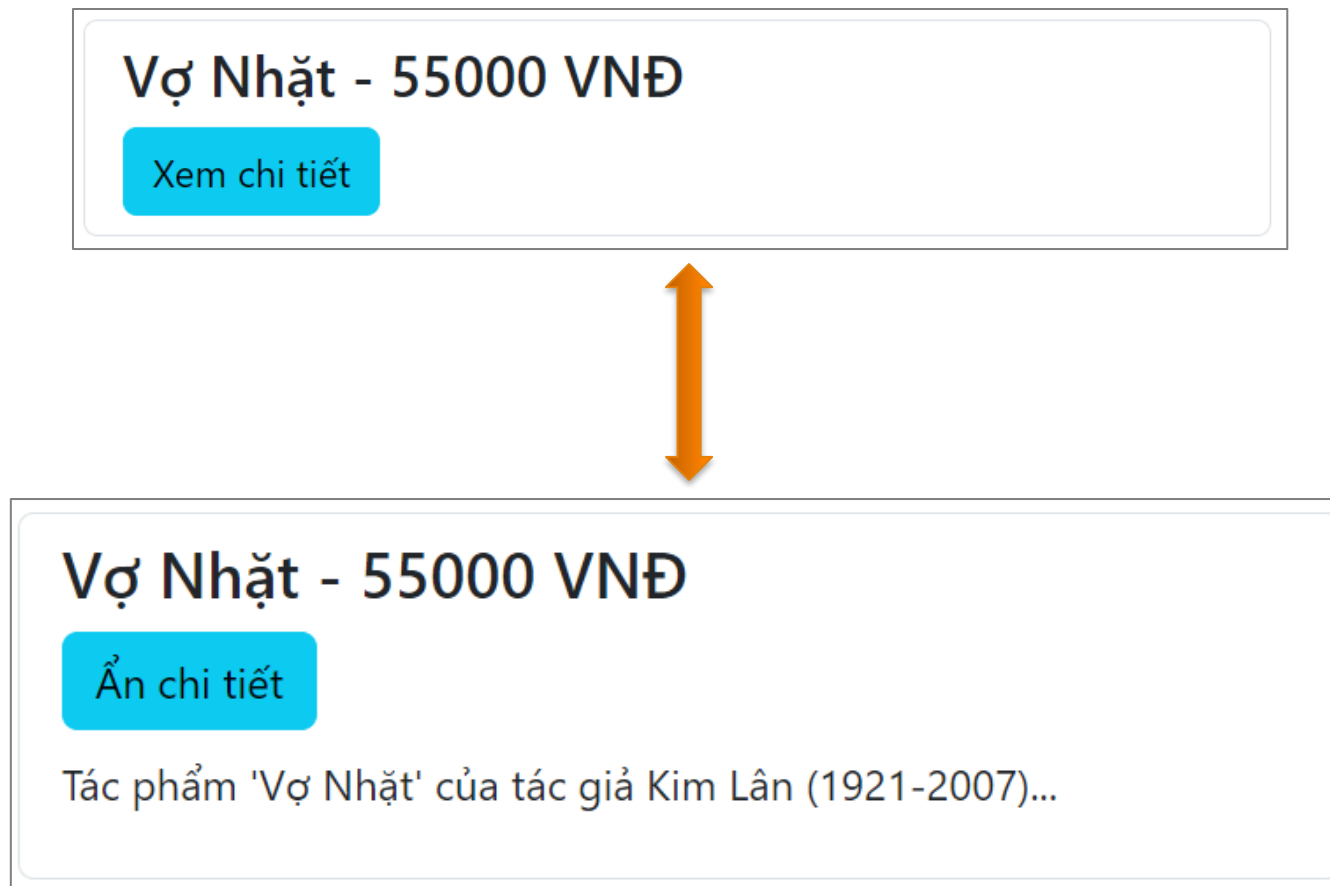 Vợ Nhặt - 55000 VNĐ
Xem chi tiết
Vợ Nhặt - 55000 VNĐ
Ẩn chi tiết
Tác phẩm 'Vợ Nhặt' của tác giả Kim Lân (1921-2007)...